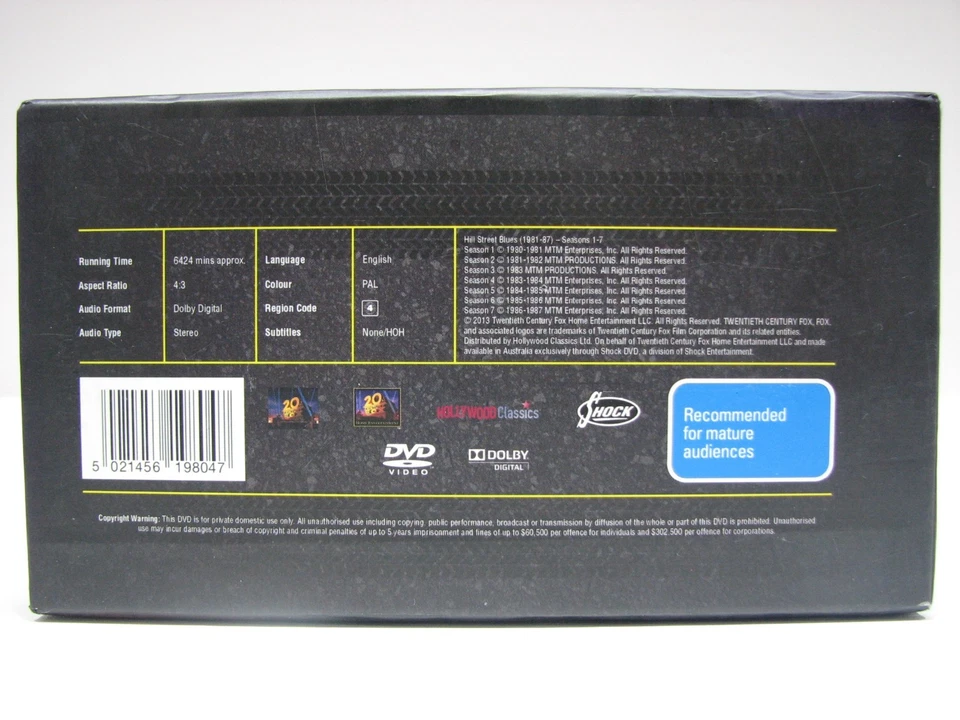 Running Time 6424 mins approx. Language English
Aspect Ratio 4:3 Colour PAL
Audio Format Dolby Digital Region Code 4
Audio Type Stereo Subtitles None/HOH
Hill Street Blues (1981-87) – Seasons 1-7
Season 1 © 1980-1981 MTM Enterprises, Inc. All Rights Reserved.
Season 2 © 1981-1982 MTM PRODUCTIONS. All Rights Reserved.
Season 3 © 1983 MTM PRODUCTIONS. All Rights Reserved.
Season 4 © 1983-1984 MTM Enterprises, Inc. All Rights Reserved.
Season 5 © 1984-1985 MTM Enterprises, Inc. All Rights Reserved.
Season 6 © 1985-1986 MTM Enterprises, Inc. All Rights Reserved.
Season 7 © 1986-1987 MTM Enterprises, Inc. All Rights Reserved.
© 2013 Twentieth Century Fox Home Entertainment LLC. All Rights Reserved. TWENTIETH CENTURY FOX, FOX,
and associated logos are trademarks of Twentieth Century Fox Film Corporation and its related entities.
Distributed by Hollywood Classics Ltd. On behalf of Twentieth Century Fox Home Entertainment LLC and made
available in Australia exclusively through Shock DVD, a division of Shock Entertainment.
5 021456 198047
20
20
HOME ENTERTAINMENT
HOLLYWOOD Classics
SHOCK
DVD
VIDEO
DOLBY
DIGITAL
Recommended
for mature
audiences
Copyright Warning: This DVD is for private domestic use only. All unauthorised use including copying, public performance, broadcast or transmission by diffusion of the whole or part of this DVD is prohibited. Unauthorised
use may incur damages or breach of copyright and criminal penalties of up to 5 years imprisonment and fines of up to $60,500 per offence for individuals and $302,500 per offence for corporations.